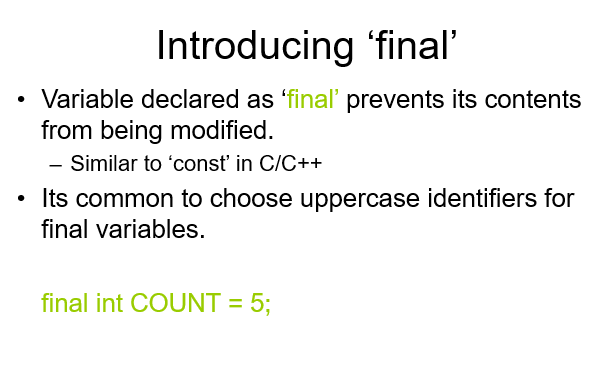 Introducing ‘final’
• Variable declared as ‘final’ prevents its contents
from being modified.
– Similar to ‘const’ in C/C++
• Its common to choose uppercase identifiers for
final variables.
final int COUNT = 5;